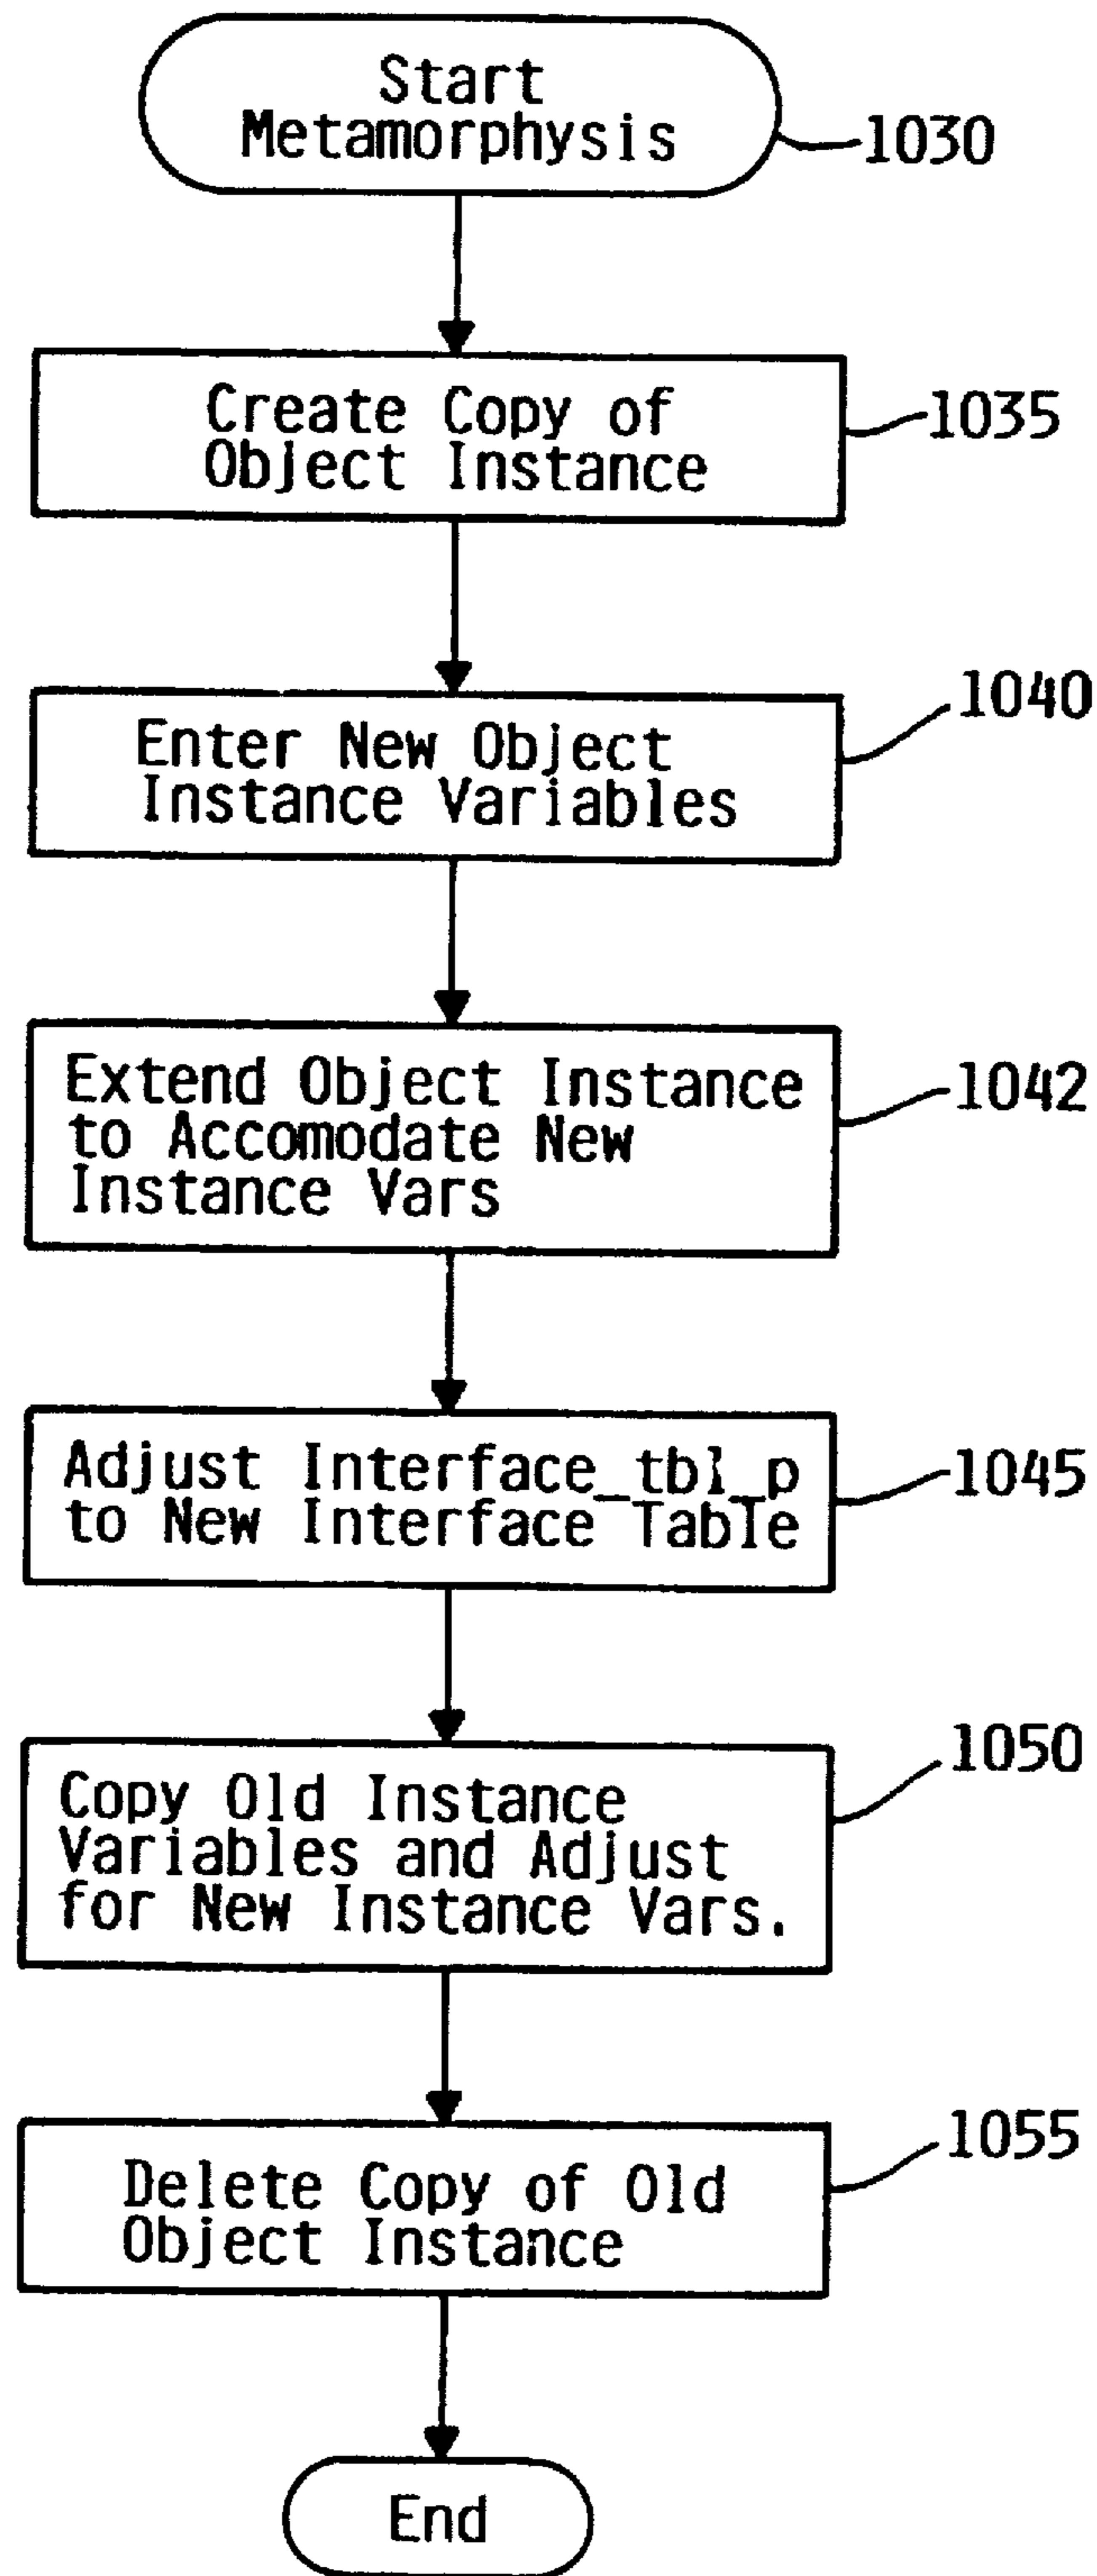 Start
Metamorphysis
1030
Create Copy of
Object Instance
1035
Enter New Object
Instance Variables
1040
Extend Object Instance
to Accomodate New
Instance Vars
1042
Adjust Interface_tbl_p
to New Interface Table
1045
Copy Old Instance
Variables and Adjust
for New Instance Vars.
1050
Delete Copy of Old
Object Instance
1055
End